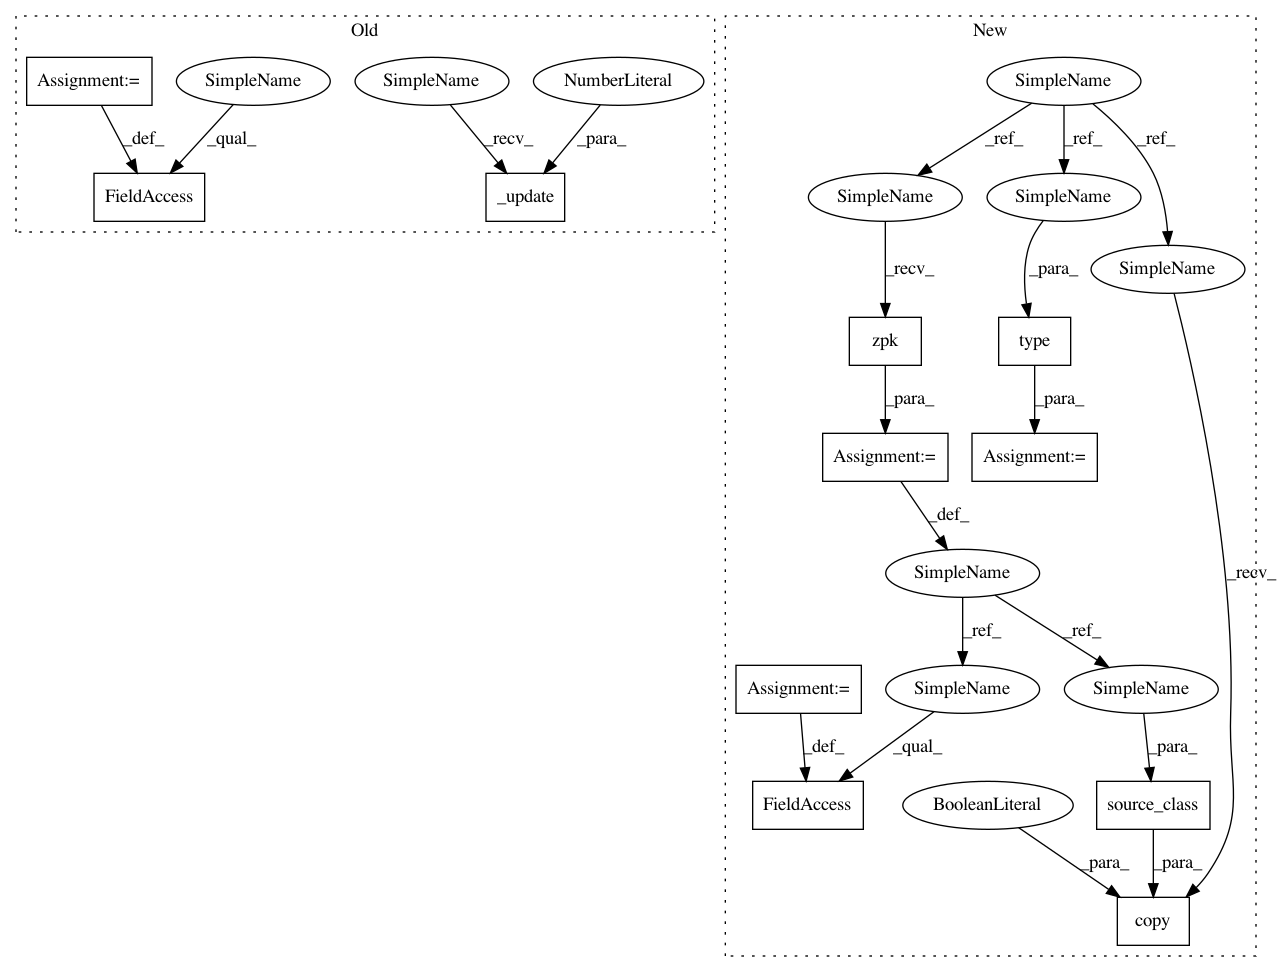 Old
New
Assignment:=
SimpleName
SimpleName
NumberLiteral
SimpleName
_def_
_qual_
_recv_
_para_
_ref_
_ref_
_ref_
FieldAccess
_update
SimpleName
SimpleName
SimpleName
_recv_
_para_
zpk
type
_para_
_para_
Assignment:=
Assignment:=
_def_
SimpleName
_recv_
_ref_
_ref_
Assignment:=
SimpleName
SimpleName
_def_
_qual_
_para_
FieldAccess
BooleanLiteral
source_class
_para_
_para_
copy